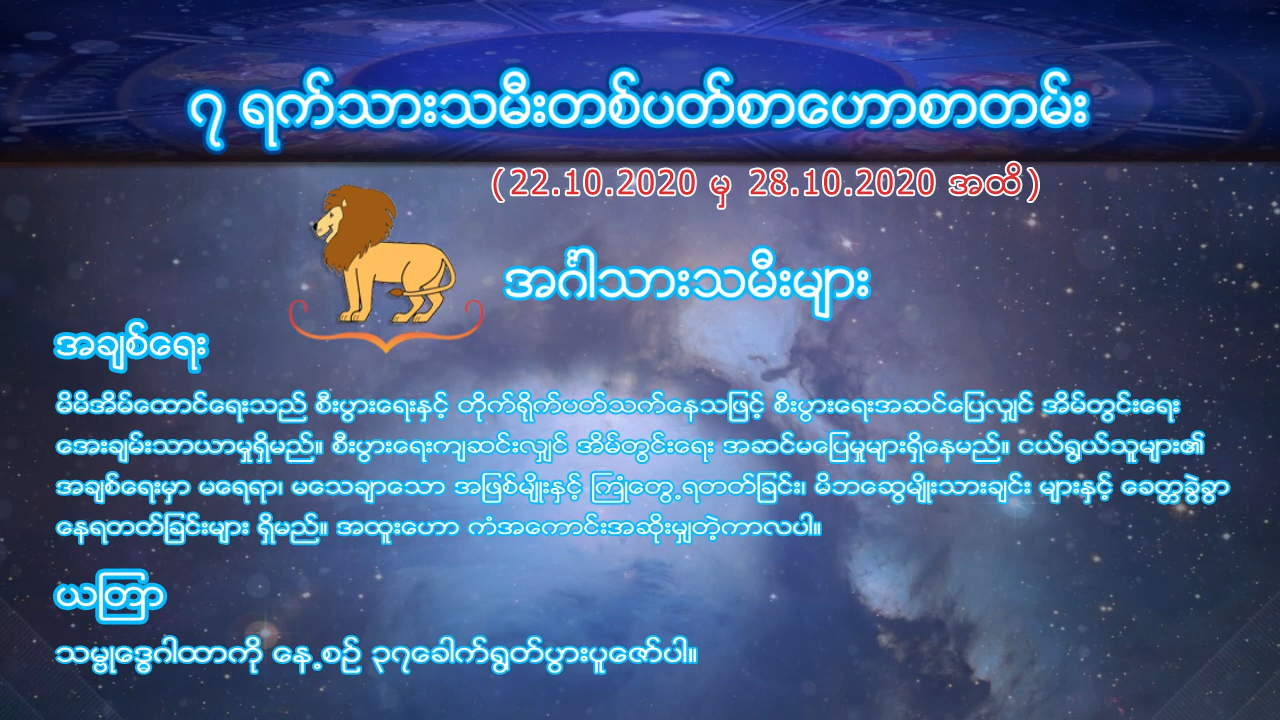 ၇ ရက်သားသမီးတစ်ပတ်စာဟောစာတမ်း
(22.10.2020 မှ 28.10.2020 အထိ)
အင်္ဂါသားသမီးများ
အချစ်ရေး
မိမိအိမ်ထောင်ရေးသည် စီးပွားရေးနှင့် တိုက်ရိုက်ပတ်သက်နေသဖြင့် စီးပွားရေးအဆင်ပြေလျှင် အိမ်တွင်းရေး
အေးချမ်းသာယာမှုရှိမည်။ စီးပွားရေးကျဆင်းလျှင် အိမ်တွင်းရေး အဆင်မပြေမှုများရှိနေမည်။ ငယ်ရွယ်သူများ၏
အချစ်ရေးမှာ မရေရာ၊ မသေချာသော အဖြစ်မျိုးနှင့် ကြုံတွေ့ရတတ်ခြင်း၊ မိဘဆွေမျိုးသားချင်း များနှင့် ခေတ္တခွဲခွာ
နေရတတ်ခြင်းများ ရှိမည်။ အထူးဟော ကံအကောင်းအဆိုးမျှတဲ့ကာလပါ။
ယတြာ
သမ္ဗုဒ္ဓေဂါထာကို နေ့စဉ် ၃၇ခေါက်ရွတ်ပွားပူဇော်ပါ။